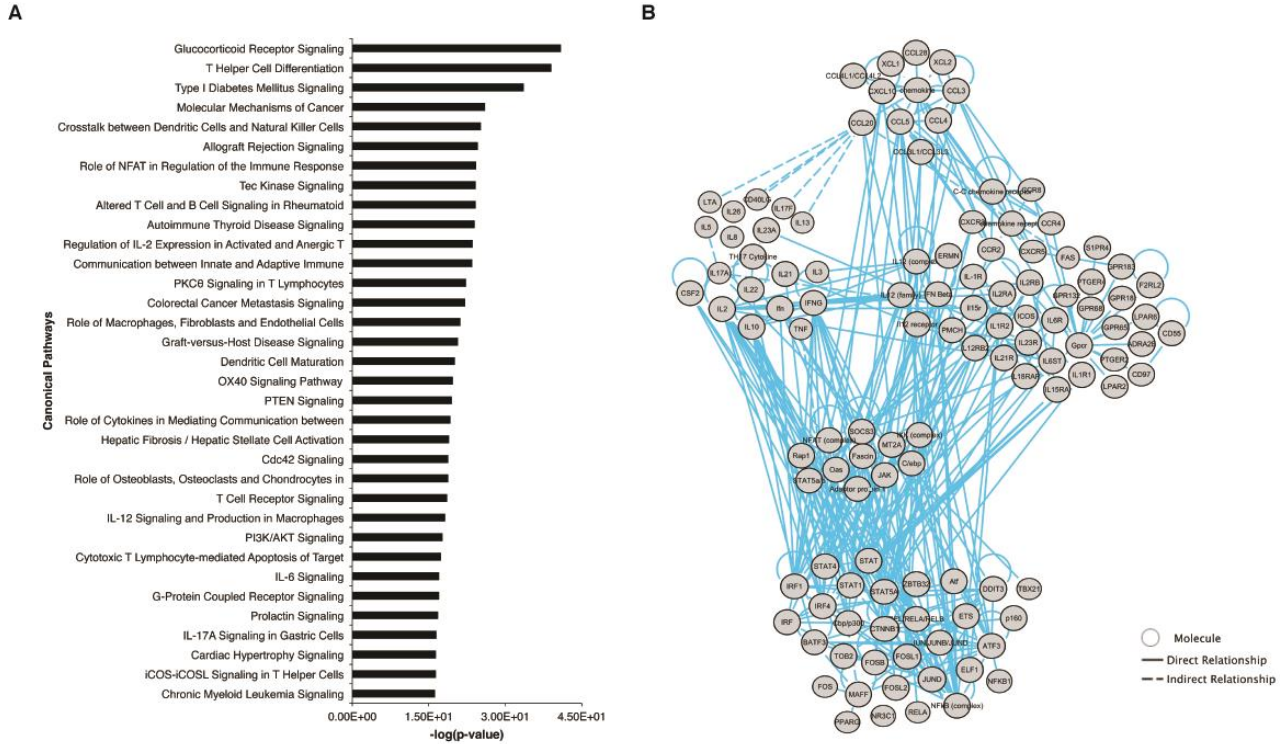 A
B
Canonical Pathways
Glucocorticoid Receptor Signaling
T Helper Cell Differentiation
Type I Diabetes Mellitus Signaling
Molecular Mechanisms of Cancer
Crosstalk between Dendritic Cells and Natural Killer Cells
Allograft Rejection Signaling
Role of NFAT in Regulation of the Immune Response
Tec Kinase Signaling
Altered T Cell and B Cell Signaling in Rheumatoid
Autoimmune Thyroid Disease Signaling
Regulation of IL-2 Expression in Activated and Anergic T
Communication between Innate and Adaptive Immune
PKCθ Signaling in T Lymphocytes
Colorectal Cancer Metastasis Signaling
Role of Macrophages, Fibroblasts and Endothelial Cells
Graft-versus-Host Disease Signaling
Dendritic Cell Maturation
OX40 Signaling Pathway
PTEN Signaling
Role of Cytokines in Mediating Communication between
Hepatic Fibrosis / Hepatic Stellate Cell Activation
Cdc42 Signaling
Role of Osteoblasts, Osteoclasts and Chondrocytes in
T Cell Receptor Signaling
IL-12 Signaling and Production in Macrophages
PI3K/AKT Signaling
Cytotoxic T Lymphocyte-mediated Apoptosis of Target
IL-6 Signaling
G-Protein Coupled Receptor Signaling
Prolactin Signaling
IL-17A Signaling in Gastric Cells
Cardiac Hypertrophy Signaling
iCOS-iCOSL Signaling in T Helper Cells
Chronic Myeloid Leukemia Signaling
0.00E+00 1.50E+01 3.00E+01 4.50E+01
-log(p-value)
CCL28
XCL1 XCL2
CCL4L1/CCL4L2
CXCL10 chemokine CCL3
CCL20 CCL5 CCL4
CCL3L1/CCL3L3
C-C chemokine receptor CCR8
LTA IL26 CD40LG IL17F IL13
IL5 IL8 IL23A
CXCR3 chemokine recept CCR4
TH17 Cytokine
IL12 (complex) ERMN CCR2 CXCR5 FAS S1PR4
IL17A IL21 IL3
CSF2 IL22
IL2 Ifn IFNG
IL10 TNF
IL-1R IL2RB PTGER4 GPR183
IL12 (family) IFN Beta IL2RA GPR132 GPR18 F2RL2
Il15r ICOS GPR68 LPAR6
Il12 receptor PMCH IL1R2 IL6R GPR65 CD55
IL12RB2 IL23R Gpcr ADRA2B
IL21R IL6ST PTGER2
IL18RAP IL1R1 CD97
IL15RA LPAR2
NFAT (complex) SOCS3 MT2A
Rap1 Fascin C/ebp
Oas JAK
STAT5a/b
STAT4 STAT
IRF1 STAT1 STAT5A ZBTB32 Atf DDIT3 TBX21
IRF4
IRF Cbp/p300 CTNNB1 ETS p160
BATF3 ATF3
TOB2 FOSB FOSL1 ELF1
FOS MAFF FOSL2 JUND NFKB1
PPARG NR3C1 RELA NFkB (complex)
Molecule
Direct Relationship
Indirect Relationship